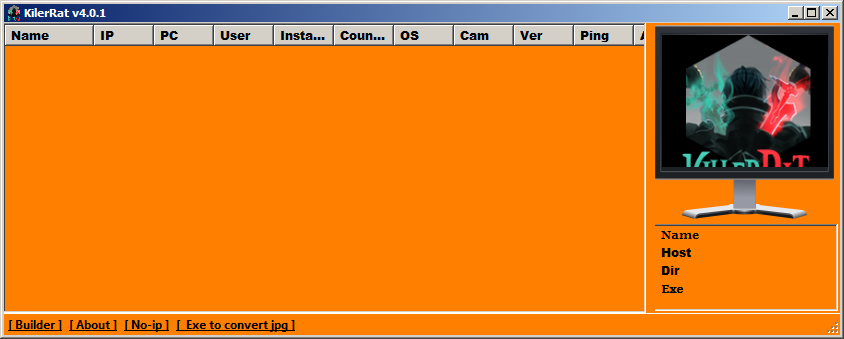 KilerRat v4.0.1
Name IP PC User Insta... Coun... OS Cam Ver Ping
KILLERRAT
Name
Host
Dir
Exe
[ Builder ] [ About ] [ No-ip ] [ Exe to convert jpg ]